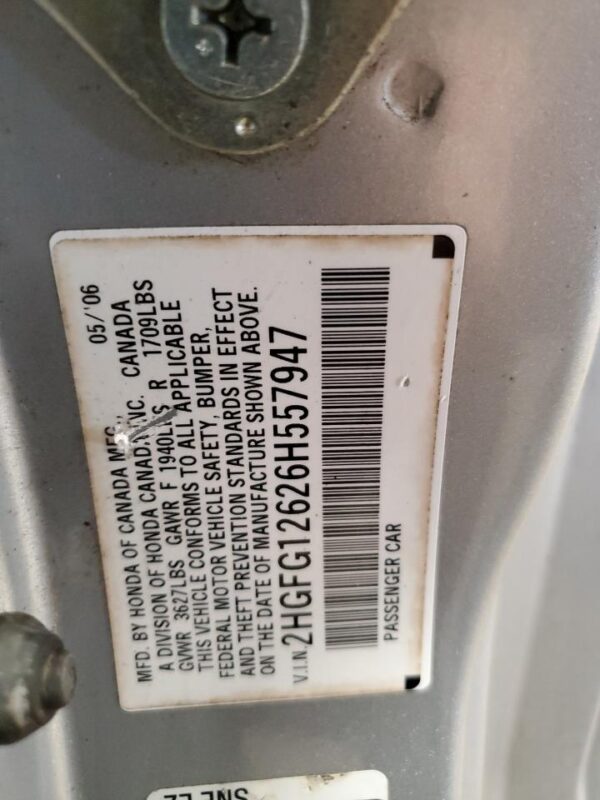 MFD. BY HONDA OF CANADA MFG., 05/'06
A DIVISION OF HONDA CANADA INC. CANADA
GVWR 3627LBS GAWR F 1940LBS R 1709LBS
THIS VEHICLE CONFORMS TO ALL APPLICABLE
FEDERAL MOTOR VEHICLE SAFETY, BUMPER,
AND THEFT PREVENTION STANDARDS IN EFFECT
ON THE DATE OF MANUFACTURE SHOWN ABOVE.
V.I.N. 2HGFG12626H557947
PASSENGER CAR